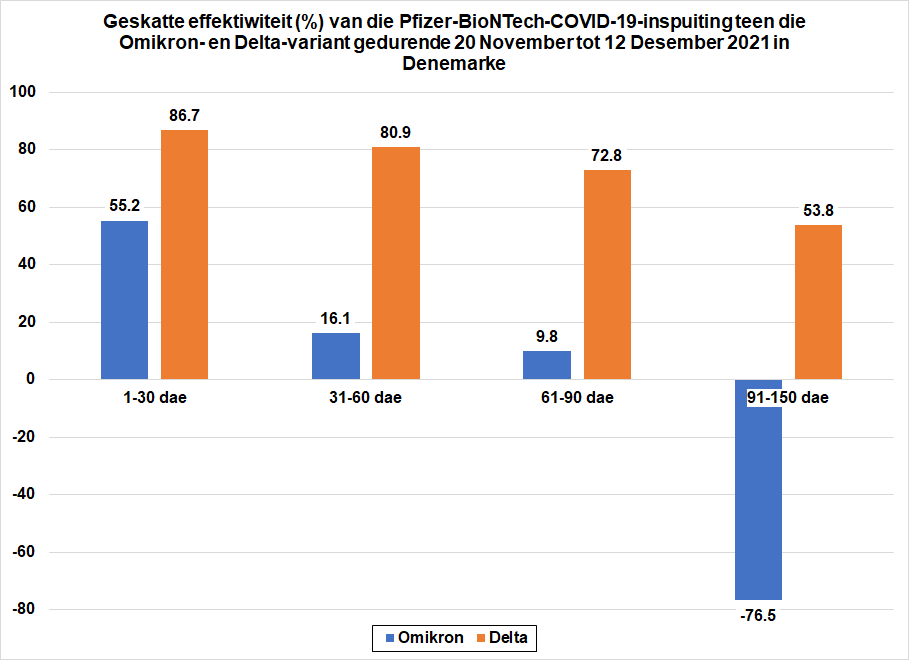 Geskatte effektiwiteit (%) van die Pfizer-BioNTech-COVID-19-inspuiting teen die
Omikron- en Delta-variant gedurende 20 November tot 12 Desember 2021 in
Denemarke
100
80
60
40
20
0
-20
-40
-60
-80
55.2
86.7
16.1
80.9
9.8
72.8
53.8
-76.5
1-30 dae
31-60 dae
61-90 dae
91-150 dae
Omikron
Delta